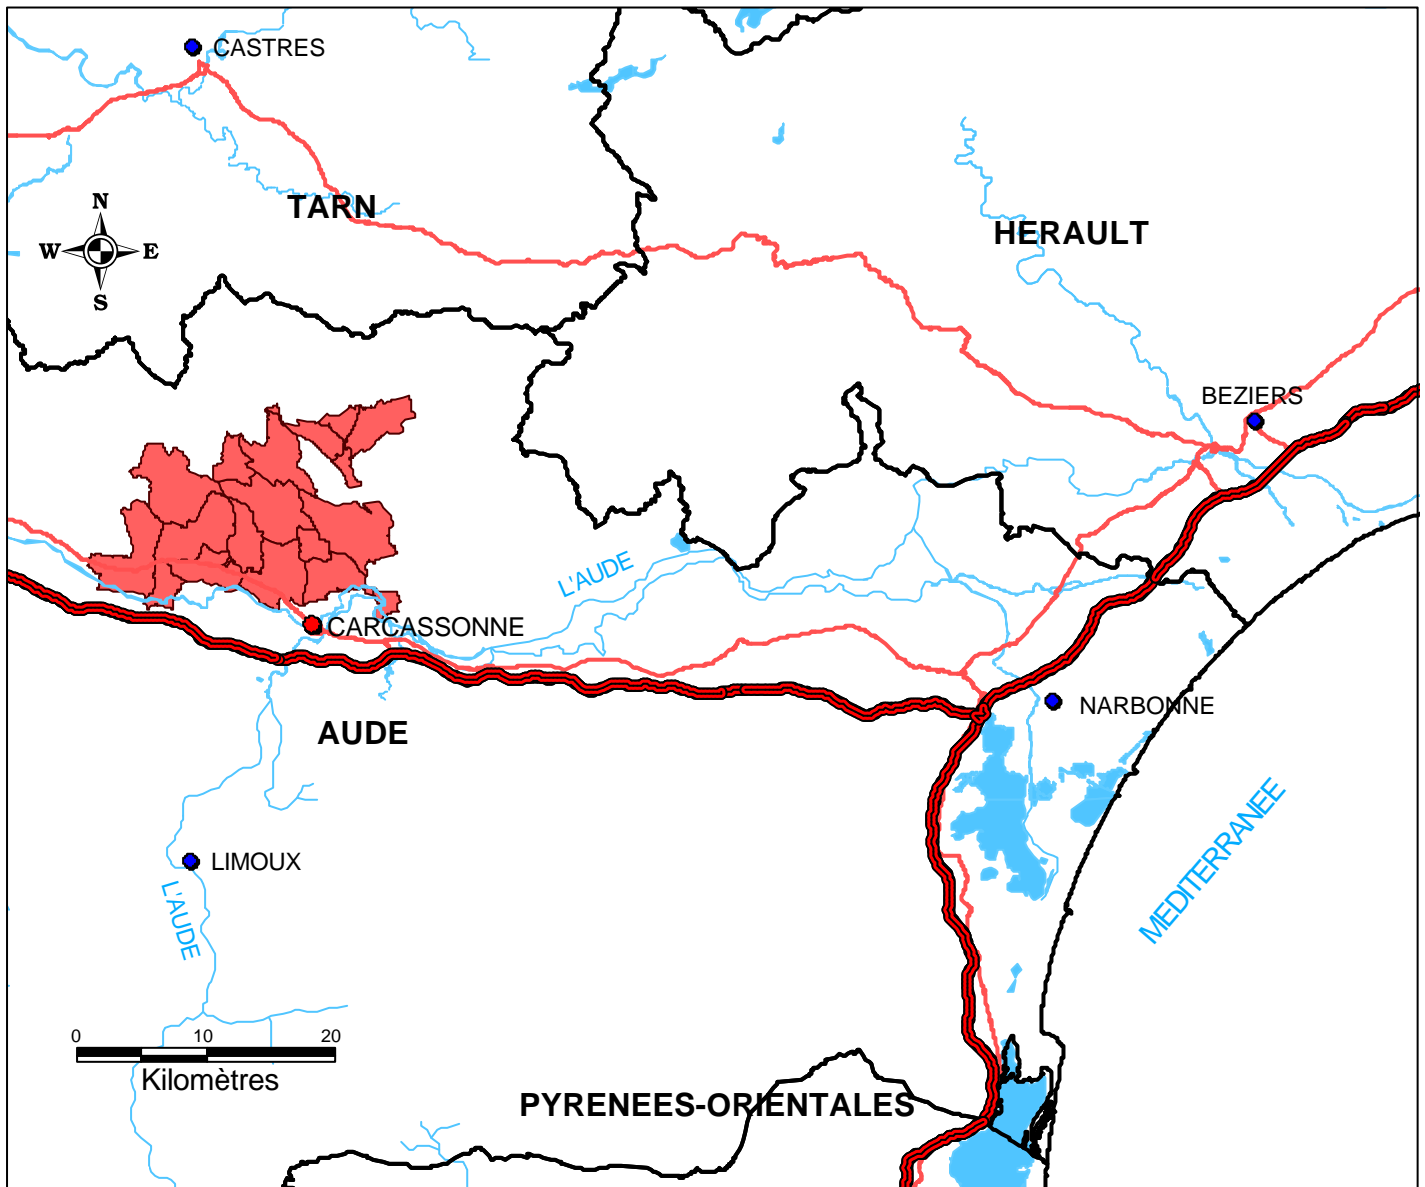 CASTRES
TARN
N
W E
S
HERAULT
BEZIERS
L'AUDE
CARCASSONNE
NARBONNE
AUDE
LIMOUX
L'AUDE
MEDITERRANEE
0 10 20
Kilomètres
PYRENEES-ORIENTALES